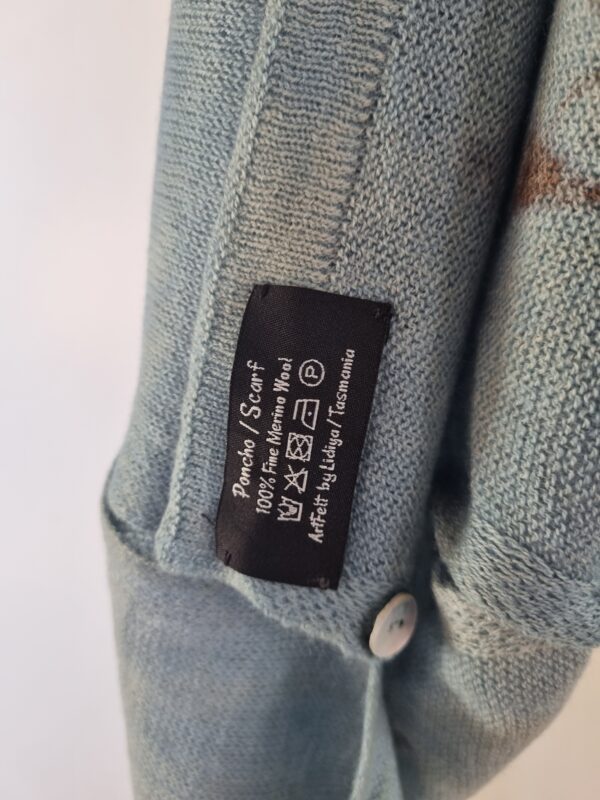 Poncho / Scarf
100% Fine Merino Wool
P
ArtFelt by Lidiya / Tasmania